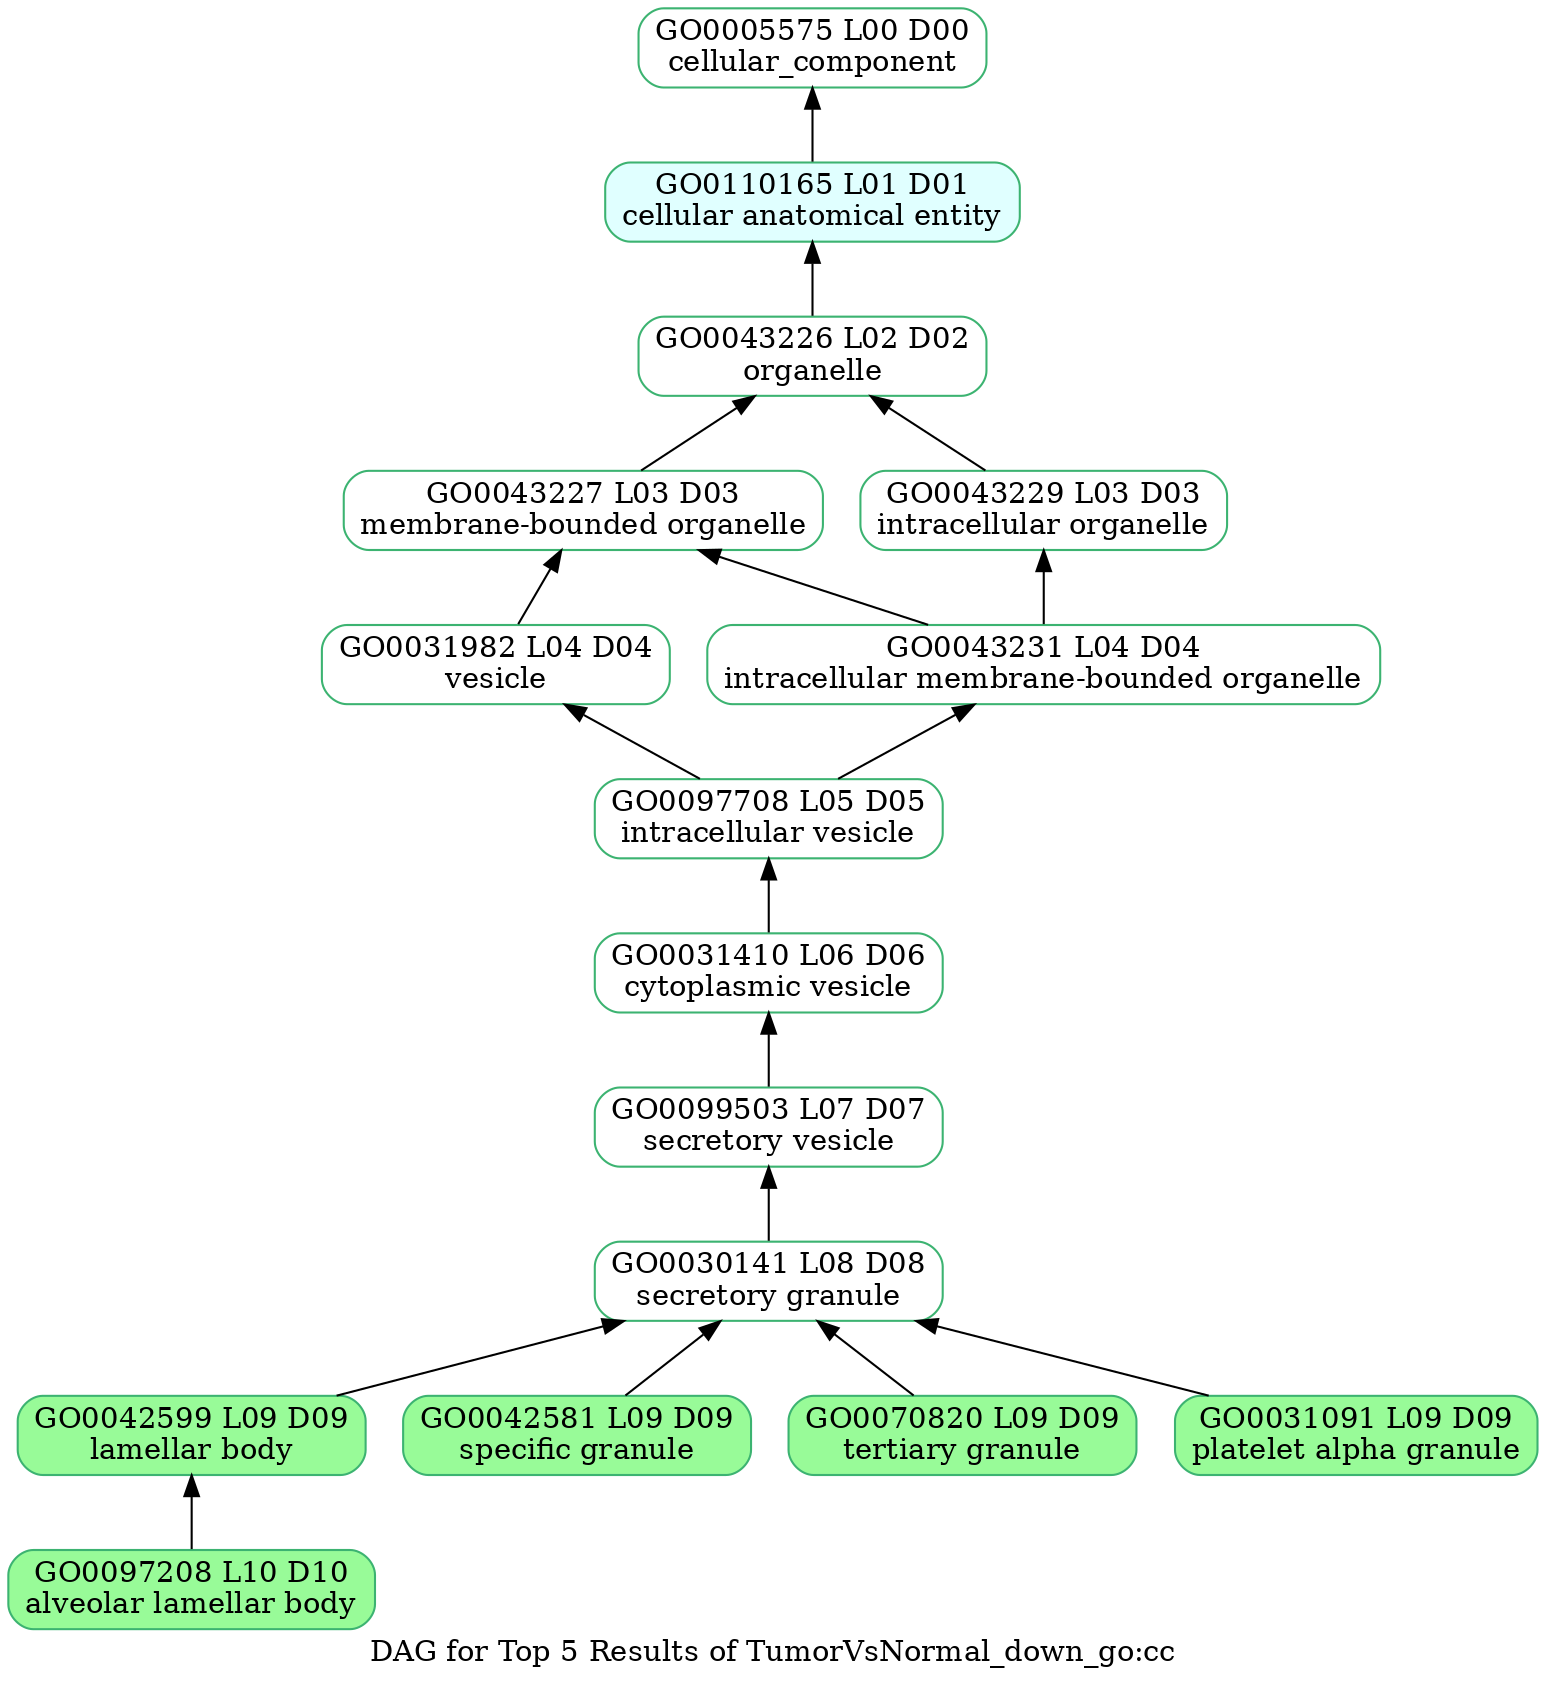 GO0005575 L00 D00
cellular_component
GO0110165 L01 D01
cellular anatomical entity
GO0043226 L02 D02
organelle
GO0043227 L03 D03
membrane-bounded organelle
GO0043229 L03 D03
intracellular organelle
GO0031982 L04 D04
vesicle
GO0043231 L04 D04
intracellular membrane-bounded organelle
GO0097708 L05 D05
intracellular vesicle
GO0031410 L06 D06
cytoplasmic vesicle
GO0099503 L07 D07
secretory vesicle
GO0030141 L08 D08
secretory granule
GO0042599 L09 D09
lamellar body
GO0042581 L09 D09
specific granule
GO0070820 L09 D09
tertiary granule
GO0031091 L09 D09
platelet alpha granule
GO0097208 L10 D10
alveolar lamellar body
DAG for Top 5 Results of TumorVsNormal_down_go:cc